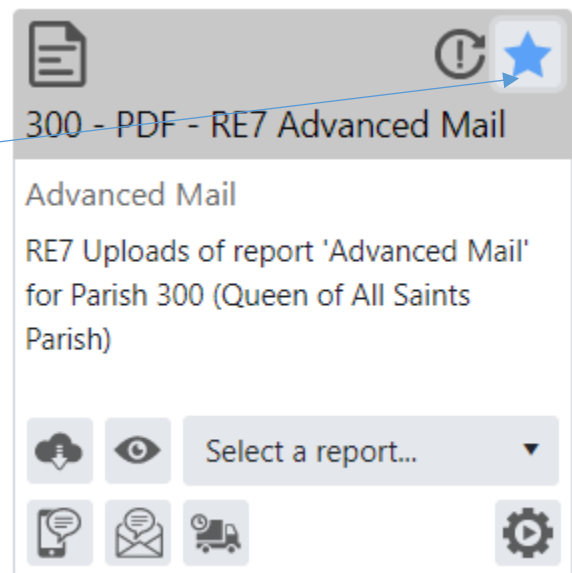 300 - PDF - RE7 Advanced Mail
Advanced Mail
RE7 Uploads of report 'Advanced Mail'
for Parish 300 (Queen of All Saints
Parish)
Select a report...